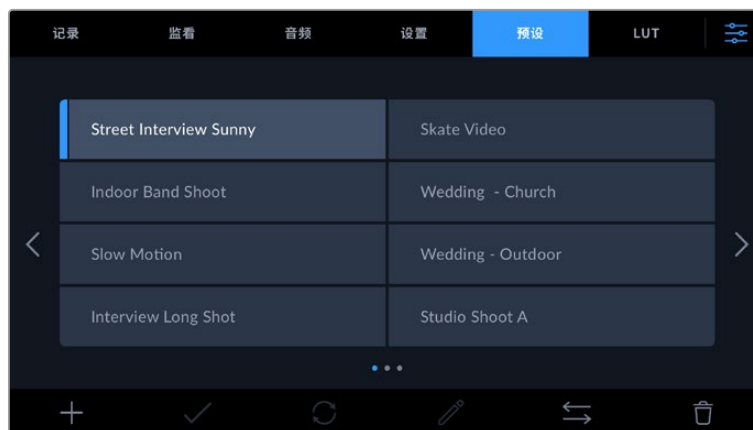 记录 监看 音频 设置 预设 LUT
Street Interview Sunny Skate Video
Indoor Band Shoot Wedding - Church
Slow Motion Wedding - Outdoor
Interview Long Shot Studio Shoot A